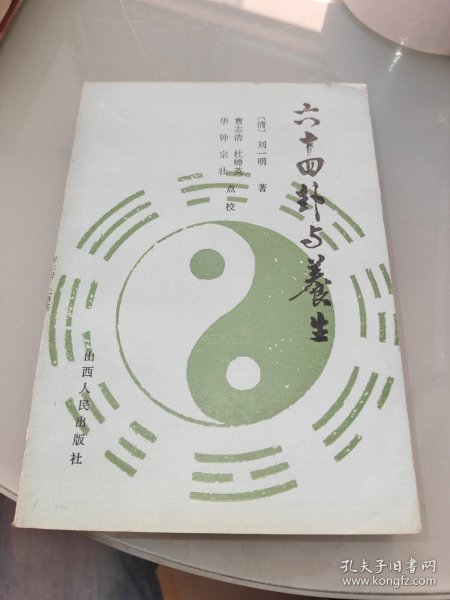 六十四卦与养生
〔清〕刘一明 著
曹志清 杜蝉英
华钟宗壮 点校
山西人民出版社
孔夫子旧书网
www.kongfz.com